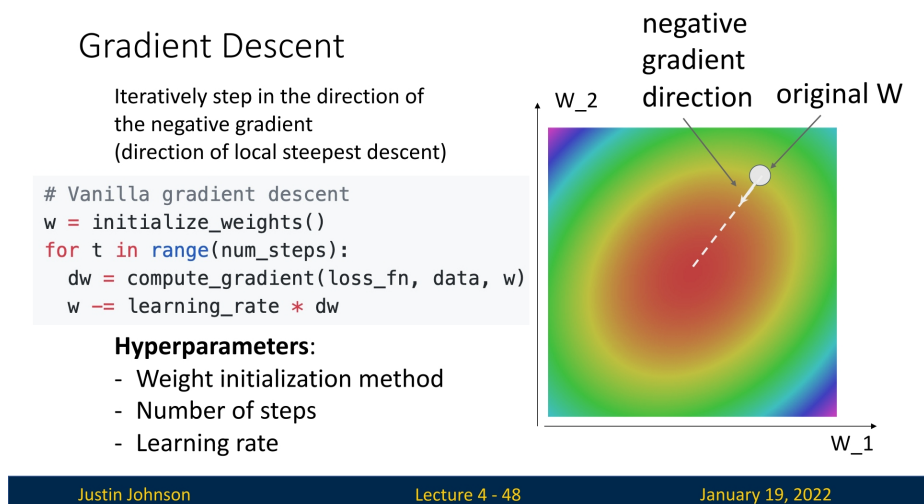 Gradient Descent
Iteratively step in the direction of
the negative gradient
(direction of local steepest descent)
# Vanilla gradient descent
w = initialize_weights()
for t in range(num_steps):
  dw = compute_gradient(loss_fn, data, w)
  w -= learning_rate * dw
Hyperparameters:
- Weight initialization method
- Number of steps
- Learning rate
negative
gradient
direction
original W
W_2
W_1
Justin Johnson
Lecture 4 - 48
January 19, 2022